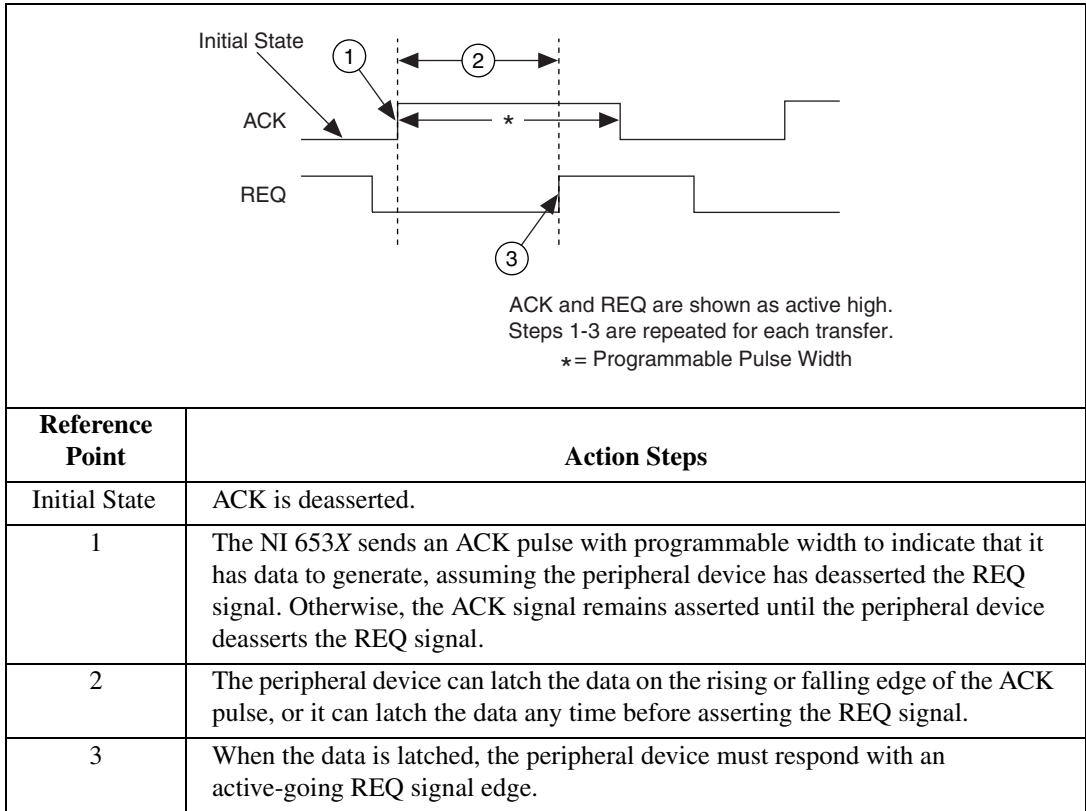 Initial State
1
2
ACK
*
REQ
3
ACK and REQ are shown as active high.
Steps 1-3 are repeated for each transfer.
*= Programmable Pulse Width
Reference
Point
Action Steps
Initial State
ACK is deasserted.
1
The NI 653X sends an ACK pulse with programmable width to indicate that it
has data to generate, assuming the peripheral device has deasserted the REQ
signal. Otherwise, the ACK signal remains asserted until the peripheral device
deasserts the REQ signal.
2
The peripheral device can latch the data on the rising or falling edge of the ACK
pulse, or it can latch the data any time before asserting the REQ signal.
3
When the data is latched, the peripheral device must respond with an
active-going REQ signal edge.